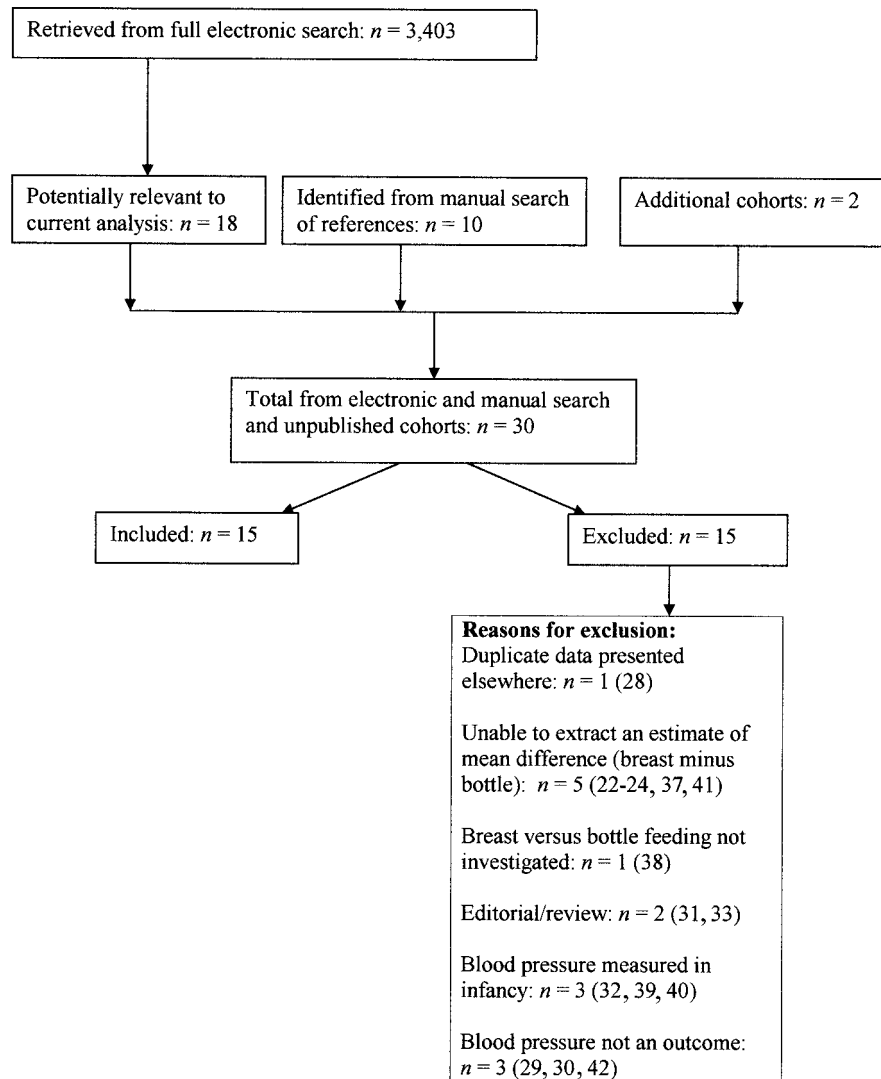 Retrieved from full electronic search: n = 3,403
Potentially relevant to
current analysis: n = 18
Identified from manual search
of references: n = 10
Additional cohorts: n = 2
Total from electronic and manual search
and unpublished cohorts: n = 30
Included: n = 15
Excluded: n = 15
Reasons for exclusion:
Duplicate data presented
elsewhere: n = 1 (28)
Unable to extract an estimate of
mean difference (breast minus
bottle): n = 5 (22-24, 37, 41)
Breast versus bottle feeding not
investigated: n = 1 (38)
Editorial/review: n = 2 (31, 33)
Blood pressure measured in
infancy: n = 3 (32, 39, 40)
Blood pressure not an outcome:
n = 3 (29, 30, 42)